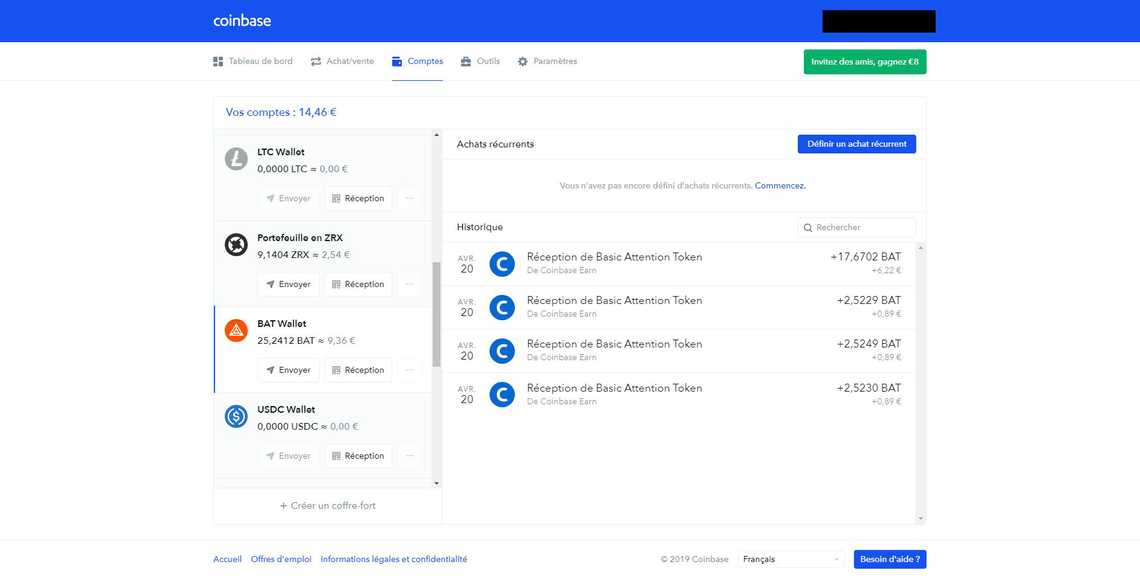 coinbase
Tableau de bord
Achat/vente
Comptes
Outils
Paramètres
Invitez des amis, gagnez €8
Vos comptes : 14,46 €
LTC Wallet
0,0000 LTC ≈ 0,00 €
Envoyer
Réception
...
Portefeuille en ZRX
9,1404 ZRX ≈ 2,54 €
Envoyer
Réception
...
BAT Wallet
25,2412 BAT ≈ 9,36 €
Envoyer
Réception
...
USDC Wallet
0,0000 USDC ≈ 0,00 €
Envoyer
Réception
...
+ Créer un coffre-fort
Achats récurrents
Définir un achat récurrent
Vous n'avez pas encore défini d'achats récurrents. Commencez.
Historique
Rechercher
AVR.
20
Réception de Basic Attention Token
De Coinbase Earn
+17,6702 BAT
+6,22 €
AVR.
20
Réception de Basic Attention Token
De Coinbase Earn
+2,5229 BAT
+0,89 €
AVR.
20
Réception de Basic Attention Token
De Coinbase Earn
+2,5249 BAT
+0,89 €
AVR.
20
Réception de Basic Attention Token
De Coinbase Earn
+2,5230 BAT
+0,89 €
Accueil
Offres d'emploi
Informations légales et confidentialité
© 2019 Coinbase
Français
Besoin d'aide ?